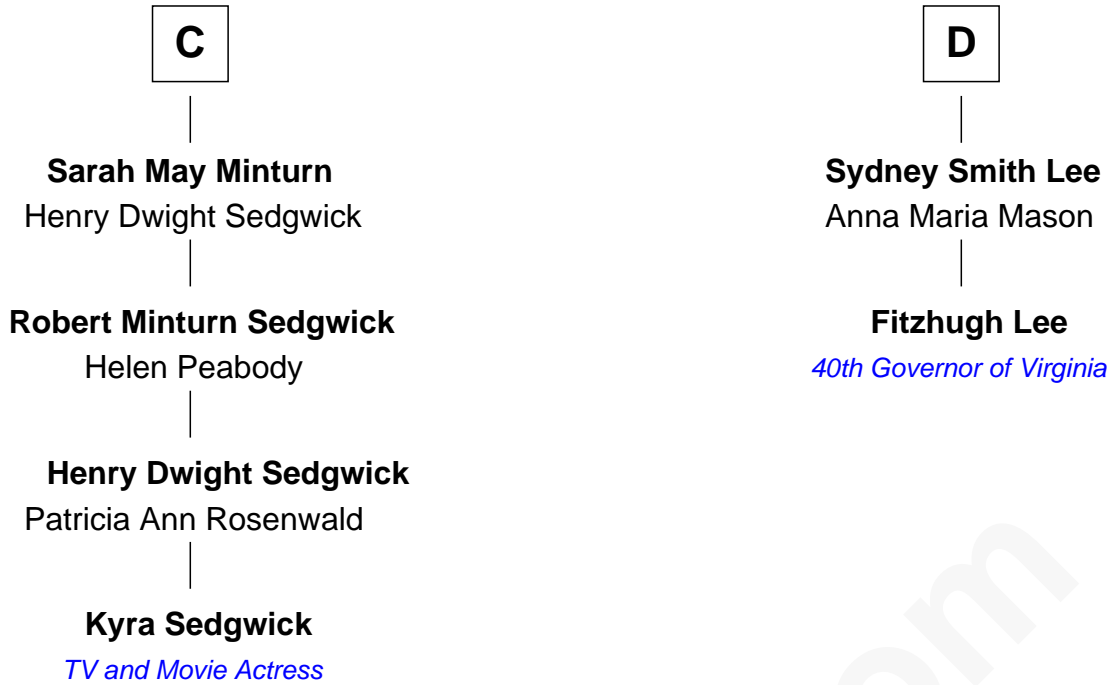 C
Sarah May Minturn
Henry Dwight Sedgwick
Robert Minturn Sedgwick
Helen Peabody
Henry Dwight Sedgwick
Patricia Ann Rosenwald
Kyra Sedgwick
TV and Movie Actress
D
Sydney Smith Lee
Anna Maria Mason
Fitzhugh Lee
40th Governor of Virginia
om